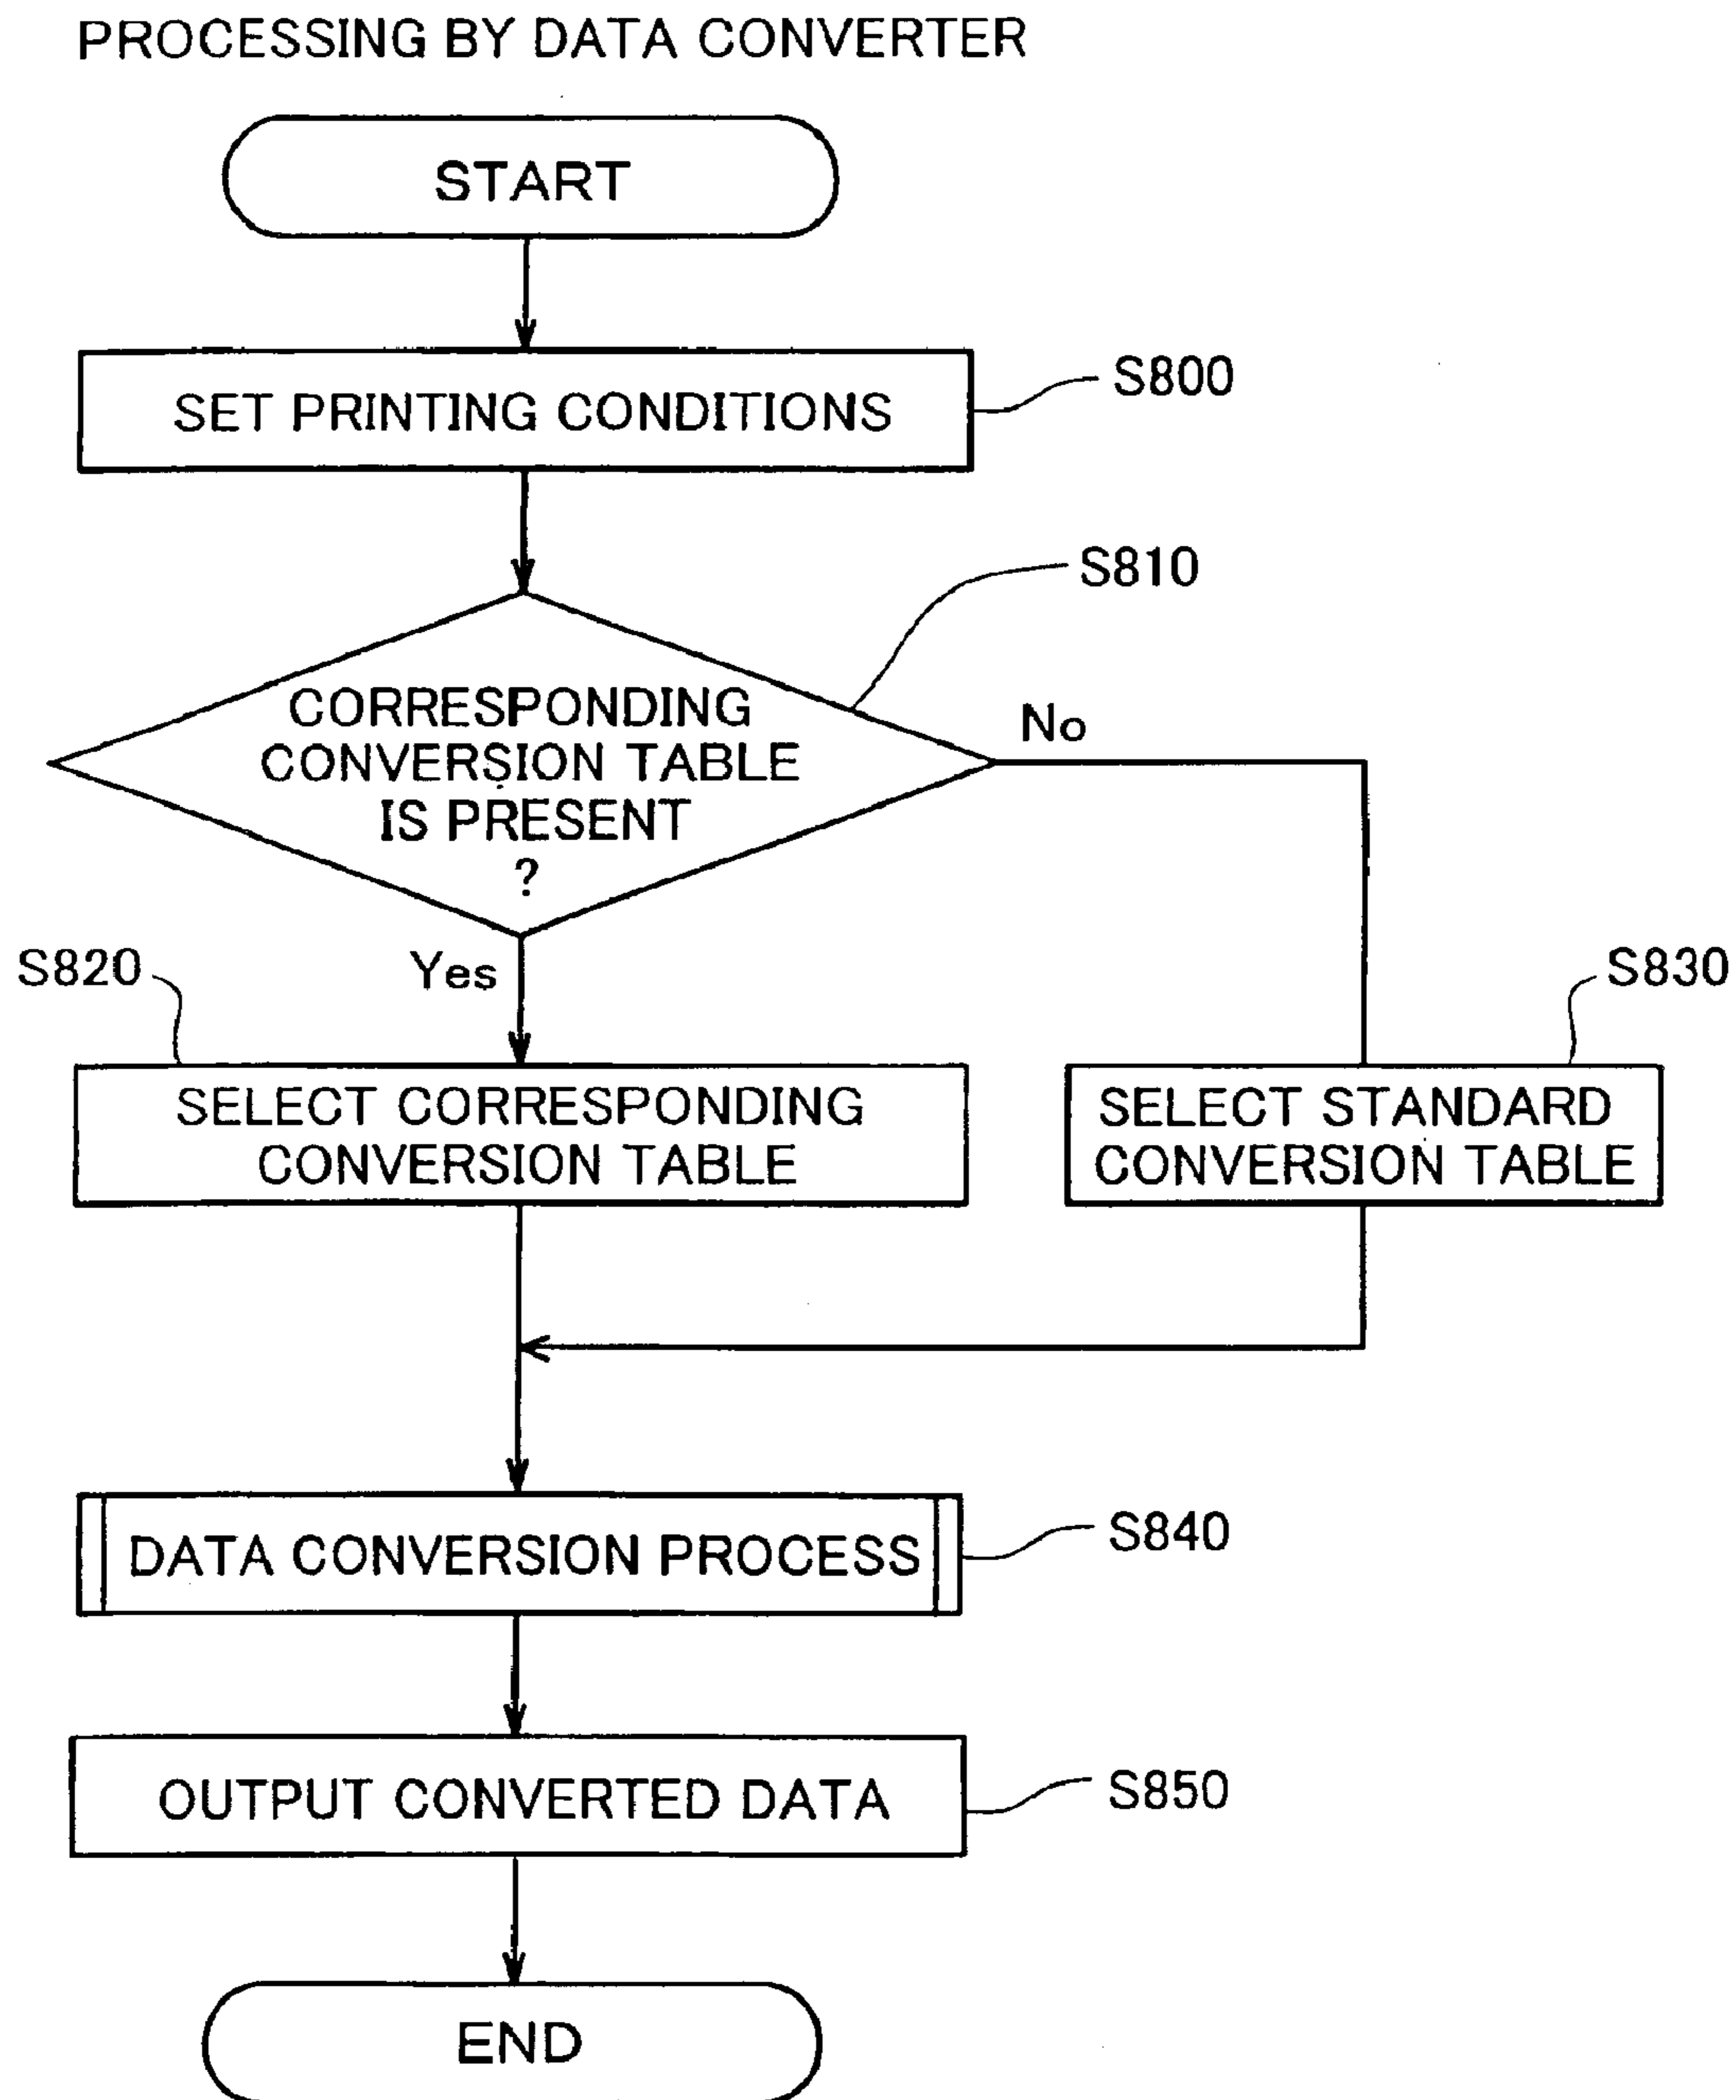 PROCESSING BY DATA CONVERTER
START
SET PRINTING CONDITIONS
S800
S810
CORRESPONDING
CONVERSION TABLE
IS PRESENT
?
No
Yes
S820
SELECT CORRESPONDING
CONVERSION TABLE
S830
SELECT STANDARD
CONVERSION TABLE
DATA CONVERSION PROCESS
S840
OUTPUT CONVERTED DATA
S850
END